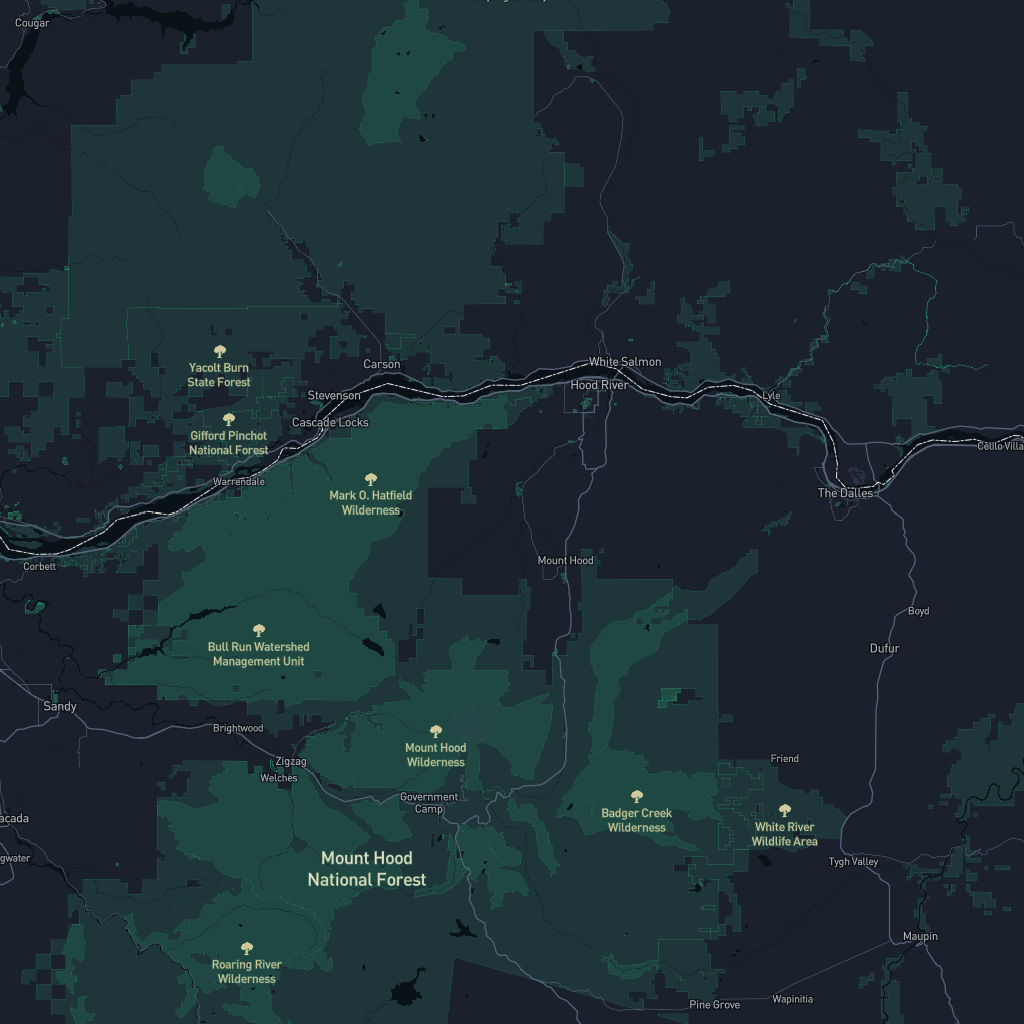 Cougar
Yacolt Burn
State Forest
Carson
White Salmon
Hood River
Stevenson
Lyle
Gifford Pinchot
National Forest
Cascade Locks
Warrendale
Mark O. Hatfield
Wilderness
The Dalles
Corbett
Mount Hood
Boyd
Bull Run Watershed
Management Unit
Dufur
Sandy
Brightwood
Mount Hood
Wilderness
Zigzag
Welches
Friend
Government
Camp
Badger Creek
Wilderness
White River
Wildlife Area
acada
gwater
Mount Hood
National Forest
Tygh Valley
Maupin
Roaring River
Wilderness
Pine Grove
Wapinitia